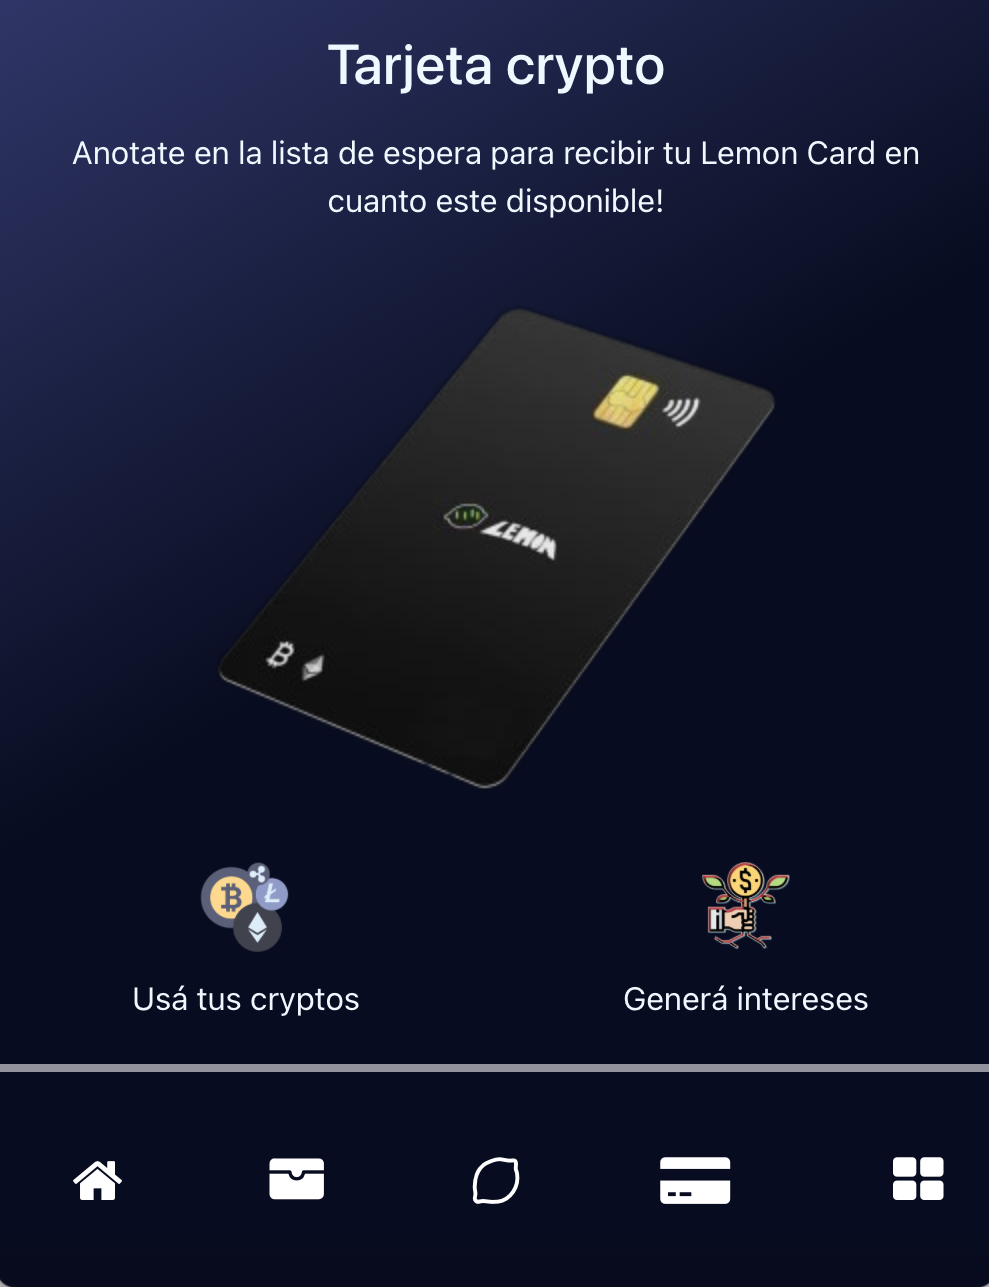 Tarjeta crypto
Anotate en la lista de espera para recibir tu Lemon Card en
cuanto este disponible!
LEMON
Usá tus cryptos
Generá intereses